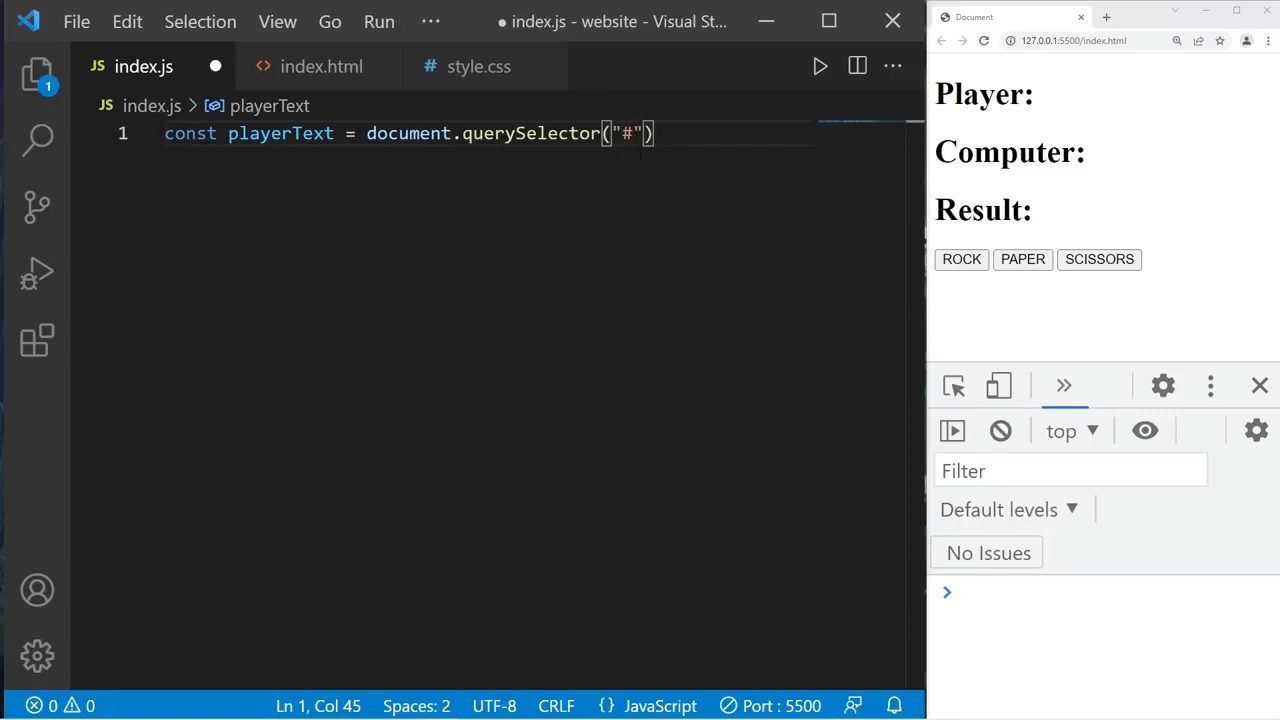 File Edit Selection View Go Run ··· ● index.js - website - Visual St...
JS index.js ● <> index.html # style.css
JS index.js > playerText
1 const playerText = document.querySelector("#")
1
Ln 1, Col 45 Spaces: 2 UTF-8 CRLF {} JavaScript Port : 5500
0 0
Document
127.0.0.1:5500/index.html
Player:
Computer:
Result:
ROCK PAPER SCISSORS
top
Filter
Default levels
No Issues